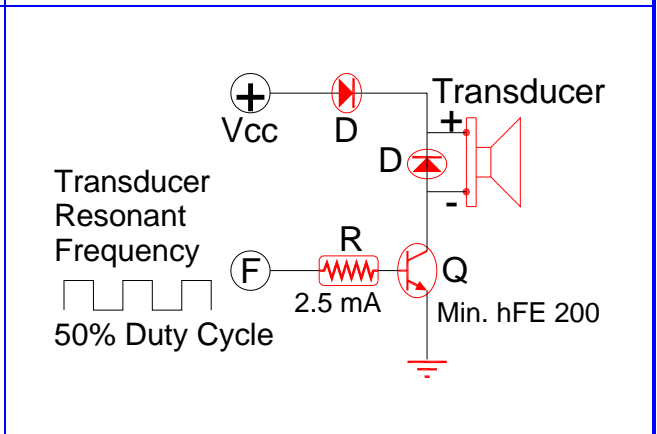 Transducer
+
Vcc
D
+
D
-
Transducer
Resonant
Frequency
F
R
2.5 mA
Q
Min. hFE 200
50% Duty Cycle